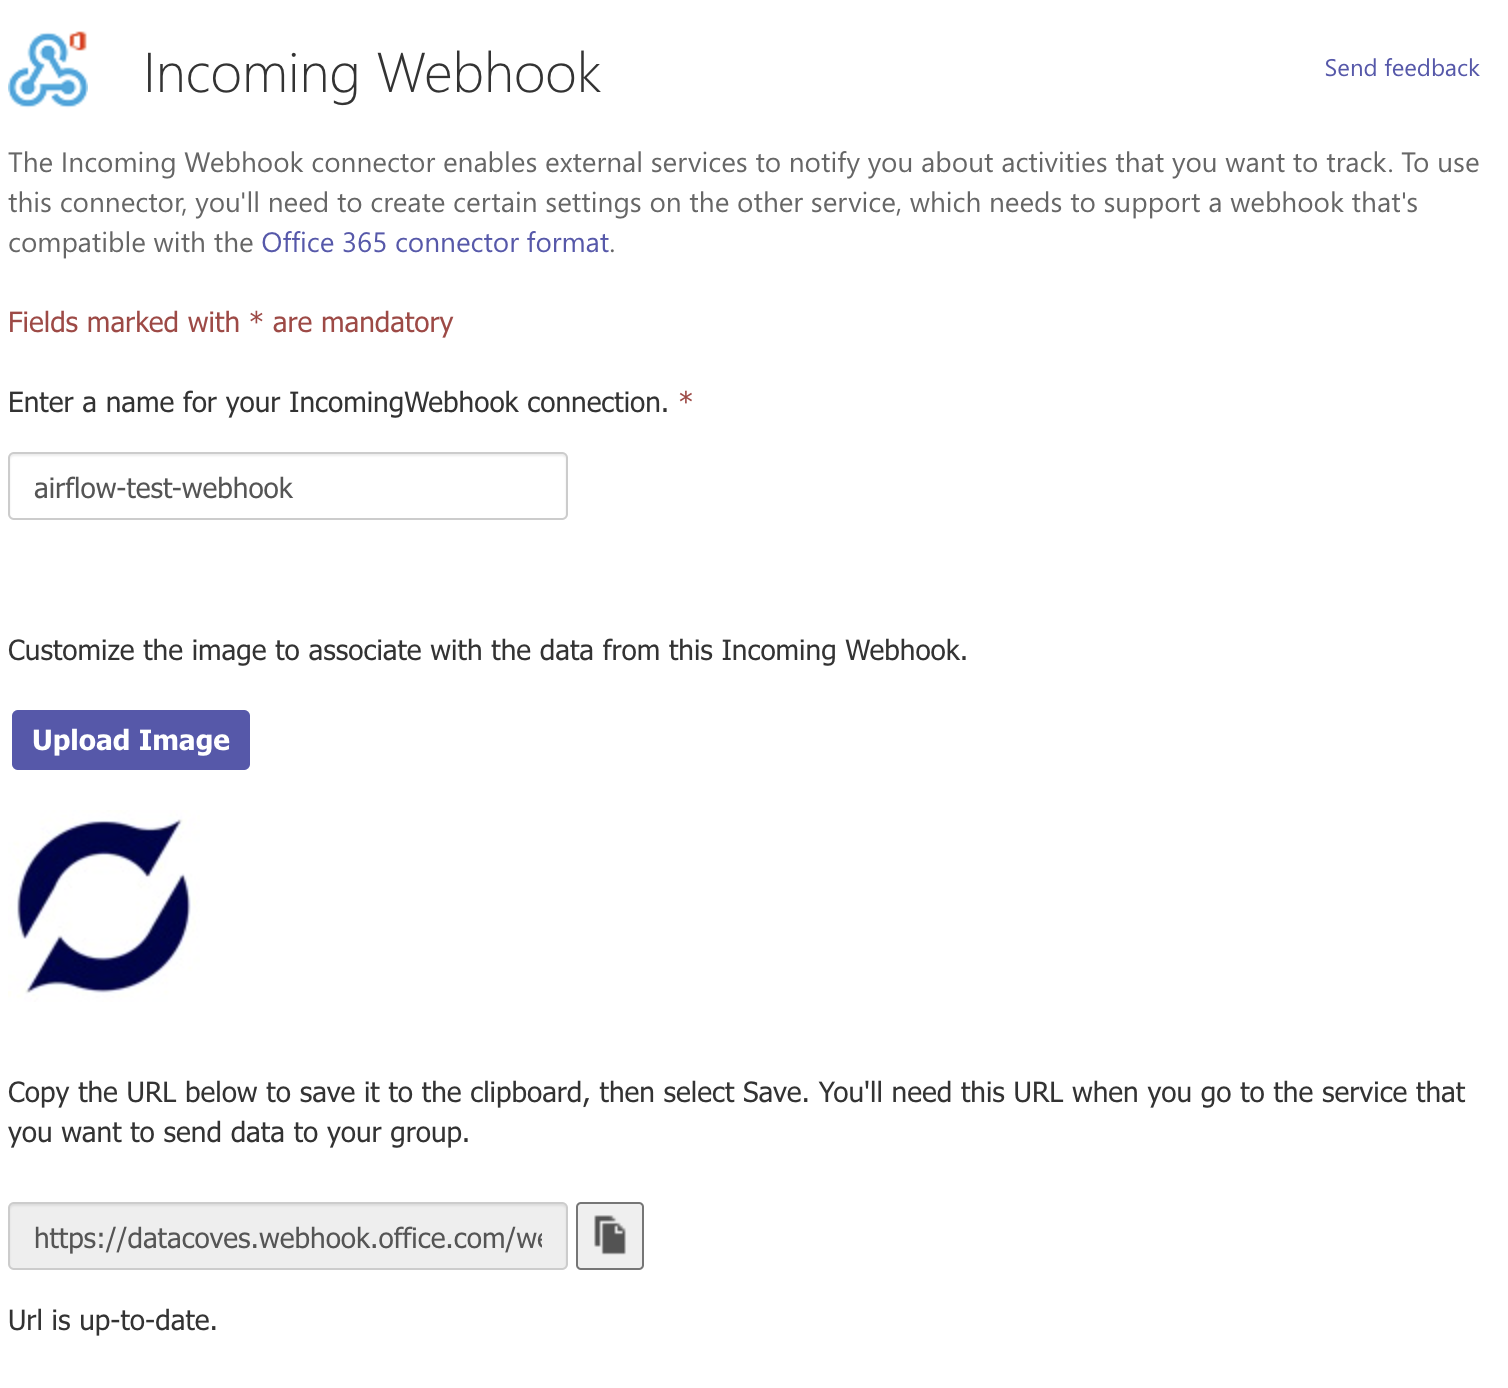 Incoming Webhook
Send feedback
The Incoming Webhook connector enables external services to notify you about activities that you want to track. To use
this connector, you'll need to create certain settings on the other service, which needs to support a webhook that's
compatible with the Office 365 connector format.
Fields marked with * are mandatory
Enter a name for your IncomingWebhook connection. *
airflow-test-webhook
Customize the image to associate with the data from this Incoming Webhook.
Upload Image
Copy the URL below to save it to the clipboard, then select Save. You'll need this URL when you go to the service that
you want to send data to your group.
https://datacoves.webhook.office.com/we
Url is up-to-date.